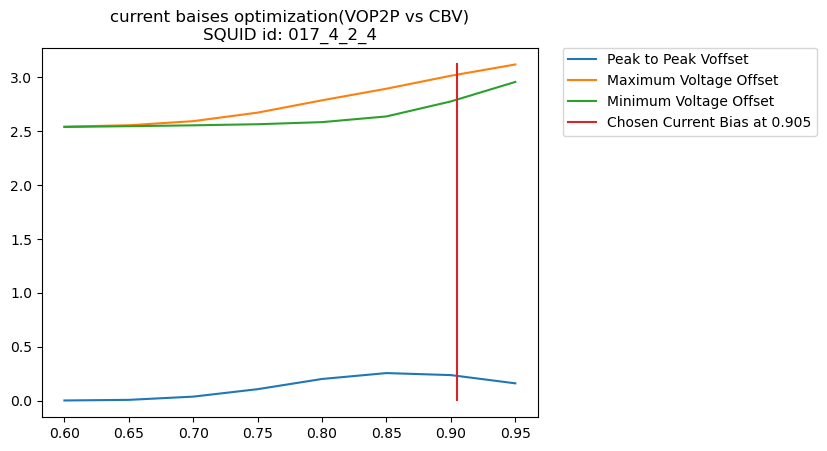 current baises optimization(VOP2P vs CBV)
SQUID id: 017_4_2_4
Peak to Peak Voffset
Maximum Voltage Offset
Minimum Voltage Offset
Chosen Current Bias at 0.905
3.0
2.5
2.0
1.5
1.0
0.5
0.0
0.60 0.65 0.70 0.75 0.80 0.85 0.90 0.95